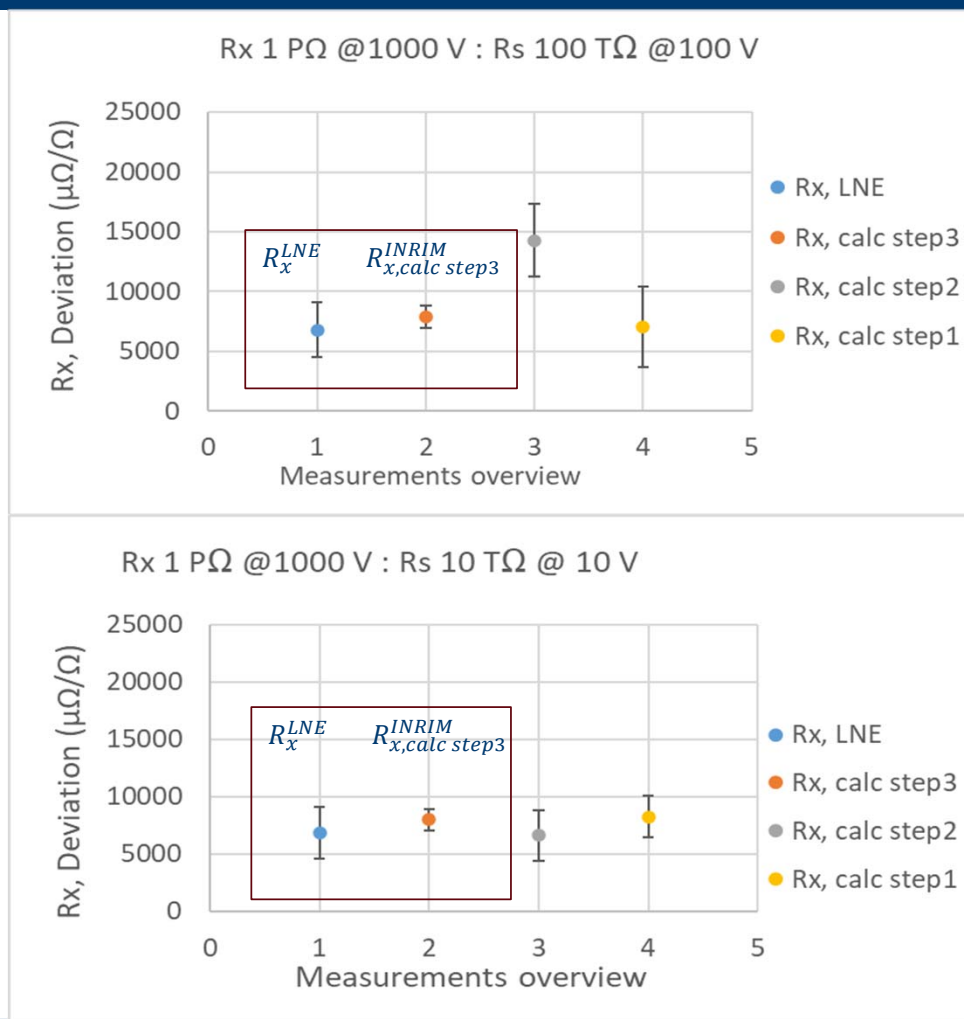 Rx 1 PΩ @1000 V : Rs 100 TΩ @100 V
Rx, Deviation (µΩ/Ω)
25000
20000
15000
10000
5000
0
R_x^{LNE} R_{x,calc step3}^{INRIM}
0 1 2 3 4 5
Measurements overview
Rx, LNE
Rx, calc step3
Rx, calc step2
Rx, calc step1
Rx 1 PΩ @1000 V : Rs 10 TΩ @ 10 V
Rx, Deviation (µΩ/Ω)
25000
20000
15000
10000
5000
0
R_x^{LNE} R_{x,calc step3}^{INRIM}
0 1 2 3 4 5
Measurements overview
Rx, LNE
Rx, calc step3
Rx, calc step2
Rx, calc step1